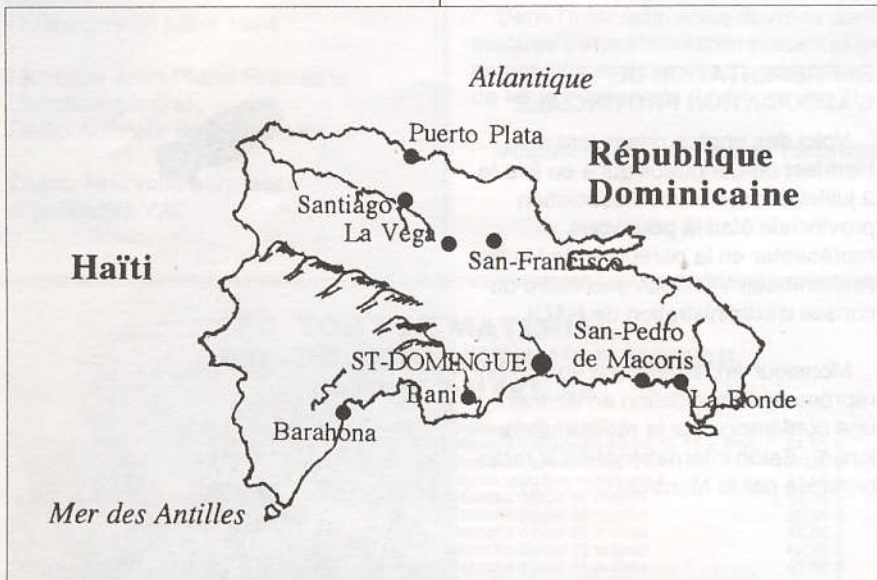 Atlantique
Puerto Plata
République
Dominicaine
Santiago
La Vega
San-Francisco
Haïti
San-Pedro
de Macoris
ST-DOMINGUE
Bani
La Ronde
Barahona
Mer des Antilles